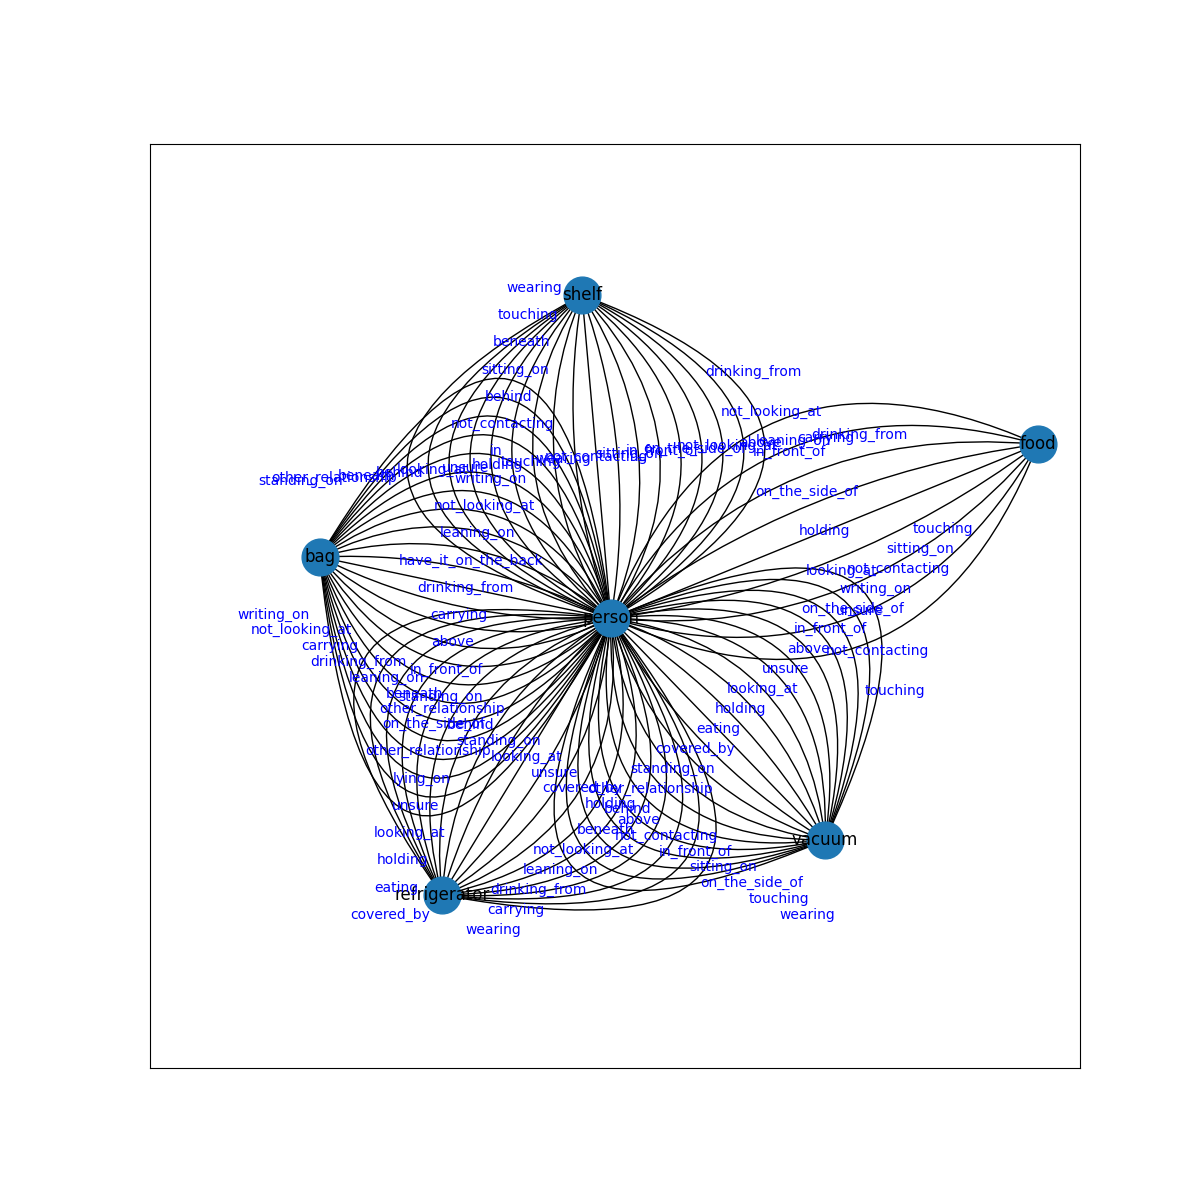 wearing
shelf
touching
beneath
sitting_on
drinking_from
behind
not_looking_at
not_contacting
drinking_from
carrying
food
in
in_front_of
holding
unsure
standing_on
other_relationship
writing_on
on_the_side_of
not_looking_at
leaning_on
holding
touching
sitting_on
bag
have_it_on_the_back
looking_at
not_contacting
drinking_from
writing_on
on_the_side_of
writing_on
carrying
person
not_looking_at
in_front_of
carrying
above
above
not_contacting
drinking_from
in_front_of
unsure
leaning_on
looking_at
touching
beneath
standing_on
other_relationship
holding
on_the_side_of
behind
eating
standing_on
covered_by
other_relationship
looking_at
unsure
standing_on
lying_on
covered_by
other_relationship
unsure
holding
behind
above
looking_at
beneath
not_contacting
vacuum
not_looking_at
in_front_of
holding
leaning_on
sitting_on
eating
refrigerator
drinking_from
on_the_side_of
touching
covered_by
carrying
wearing
wearing